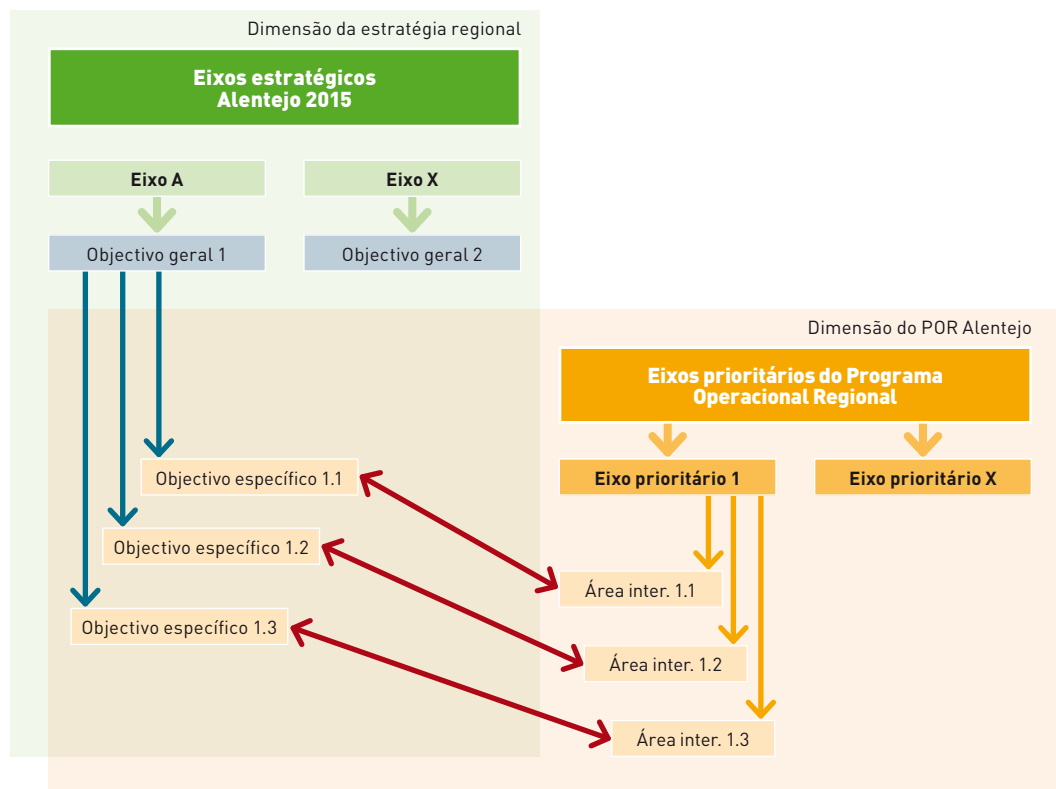 Dimensão da estratégia regional
Eixos estratégicos
Alentejo 2015
Eixo A
Eixo X
Objectivo geral 1
Objectivo geral 2
Dimensão do POR Alentejo
Eixos prioritários do Programa
Operacional Regional
Eixo prioritário 1
Eixo prioritário X
Objectivo específico 1.1
Objectivo específico 1.2
Objectivo específico 1.3
Área inter. 1.1
Área inter. 1.2
Área inter. 1.3